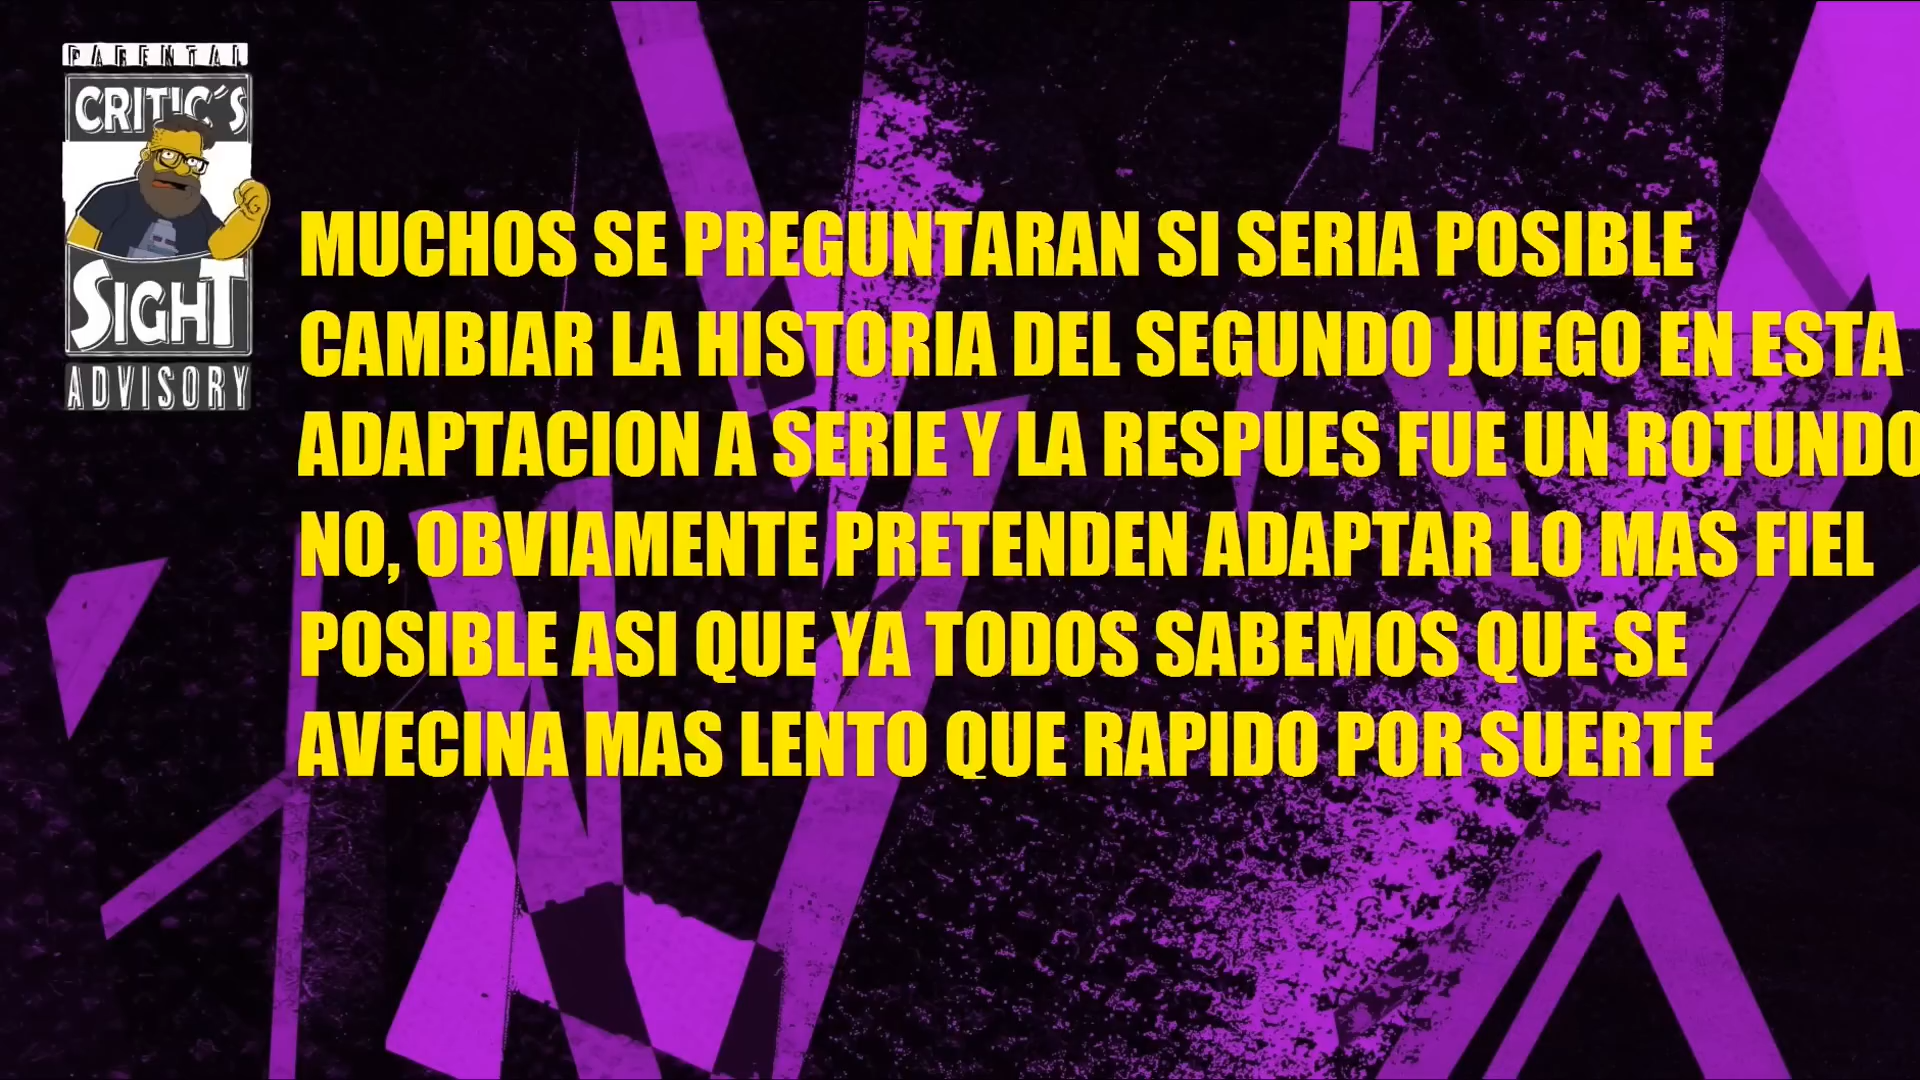 PARENTAL
CRITIC´S
SIGHT
ADVISORY
MUCHOS SE PREGUNTARAN SI SERIA POSIBLE
CAMBIAR LA HISTORIA DEL SEGUNDO JUEGO EN ESTA
ADAPTACION A SERIE Y LA RESPUES FUE UN ROTUNDO
NO, OBVIAMENTE PRETENDEN ADAPTAR LO MAS FIEL
POSIBLE ASI QUE YA TODOS SABEMOS QUE SE
AVECINA MAS LENTO QUE RAPIDO POR SUERTE